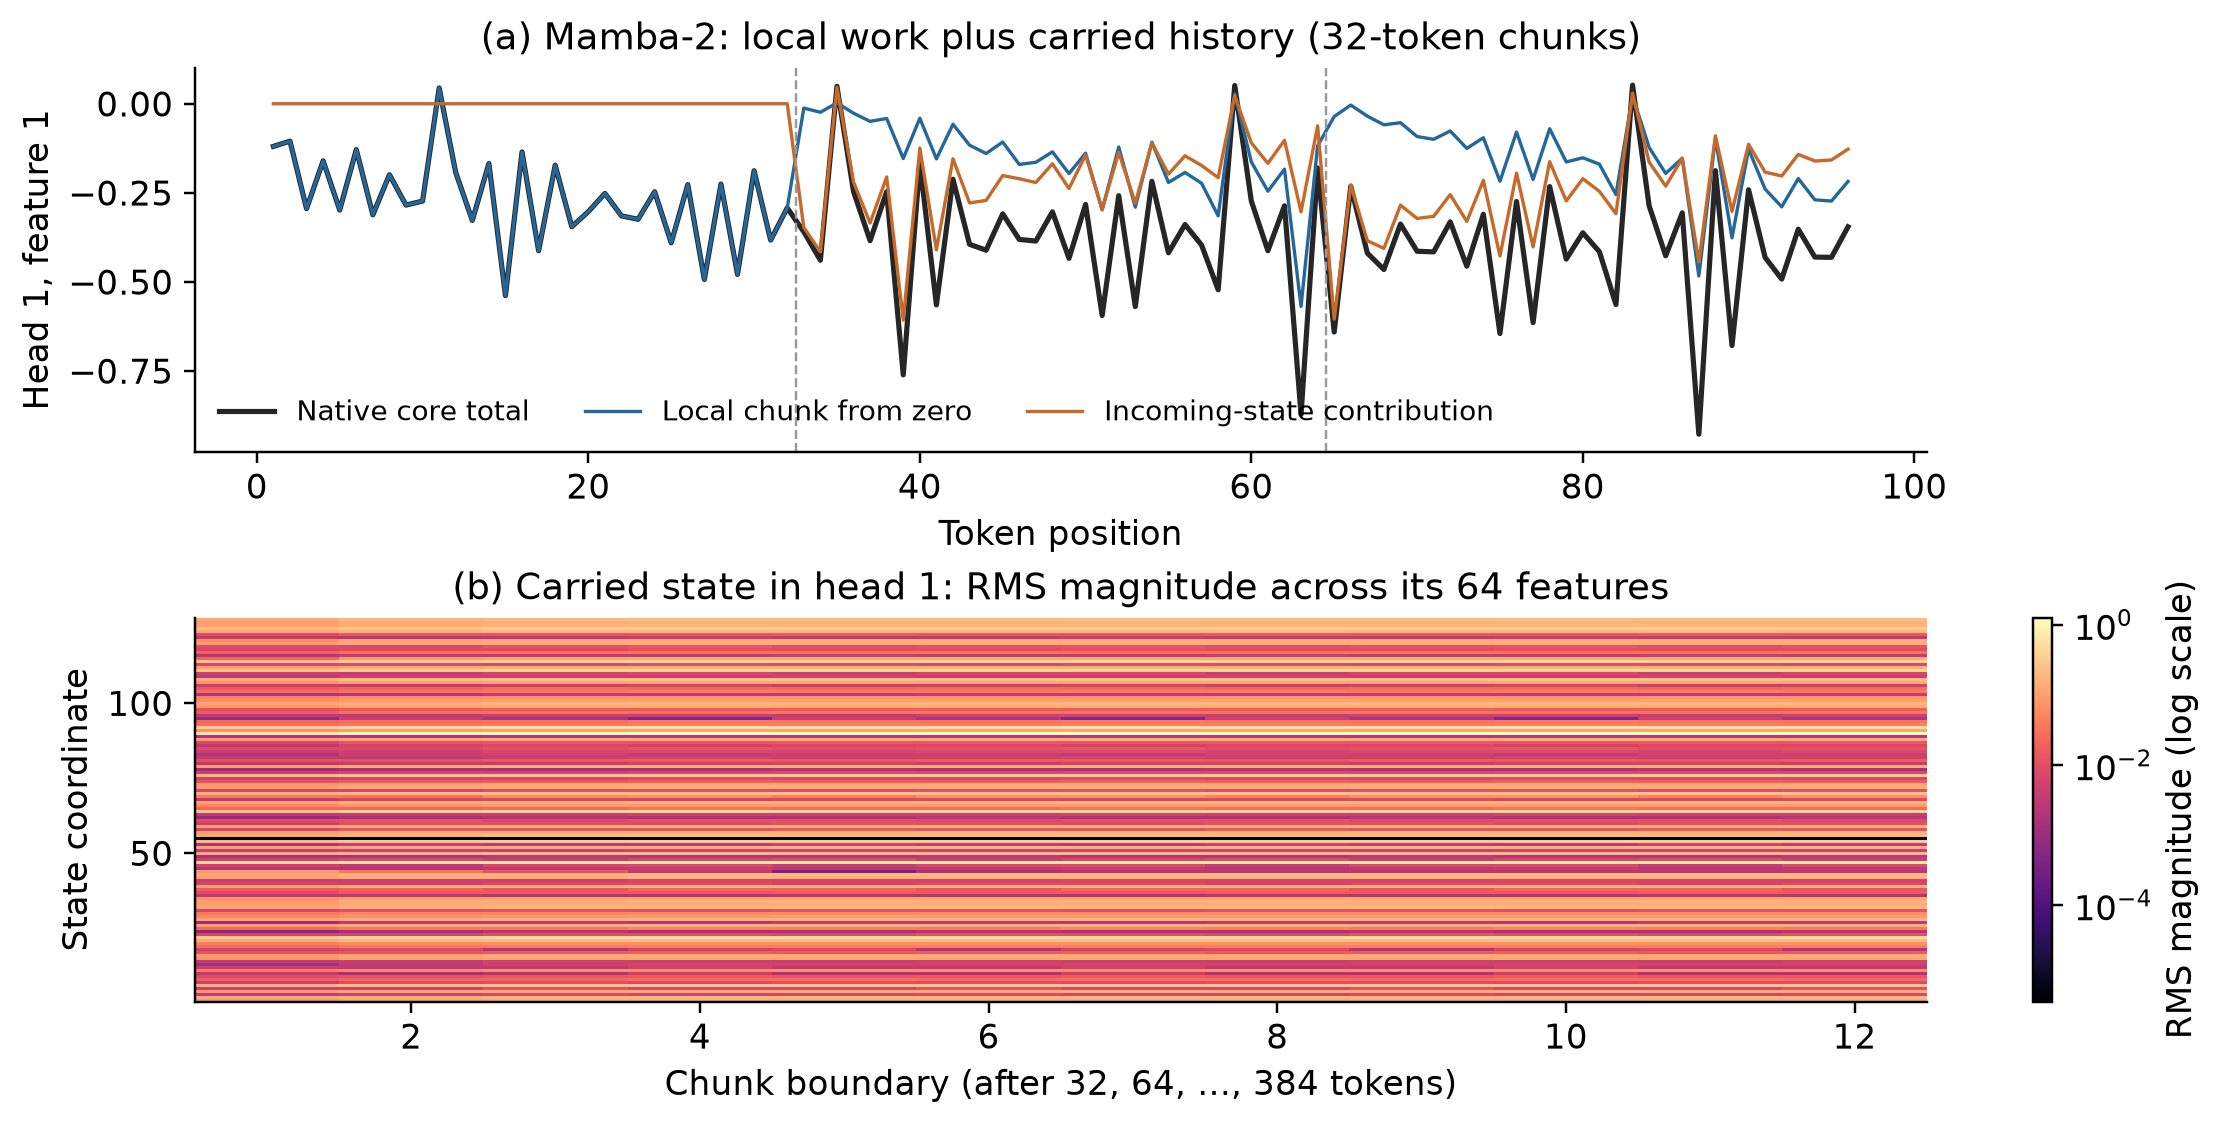 (a) Mamba-2: local work plus carried history (32-token chunks)
Head 1, feature 1
0.00
−0.25
−0.50
−0.75
Native core total
Local chunk from zero
Incoming-state contribution
0 20 40 60 80 100
Token position
(b) Carried state in head 1: RMS magnitude across its 64 features
State coordinate
100
50
2 4 6 8 10 12
Chunk boundary (after 32, 64, ..., 384 tokens)
10⁰
10⁻²
10⁻⁴
RMS magnitude (log scale)